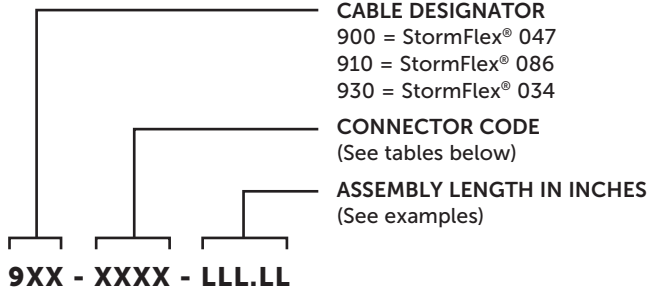 CABLE DESIGNATOR
900 = StormFlex® 047
910 = StormFlex® 086
930 = StormFlex® 034
CONNECTOR CODE
(See tables below)
ASSEMBLY LENGTH IN INCHES
(See examples)
9XX - XXXX - LLL.LL